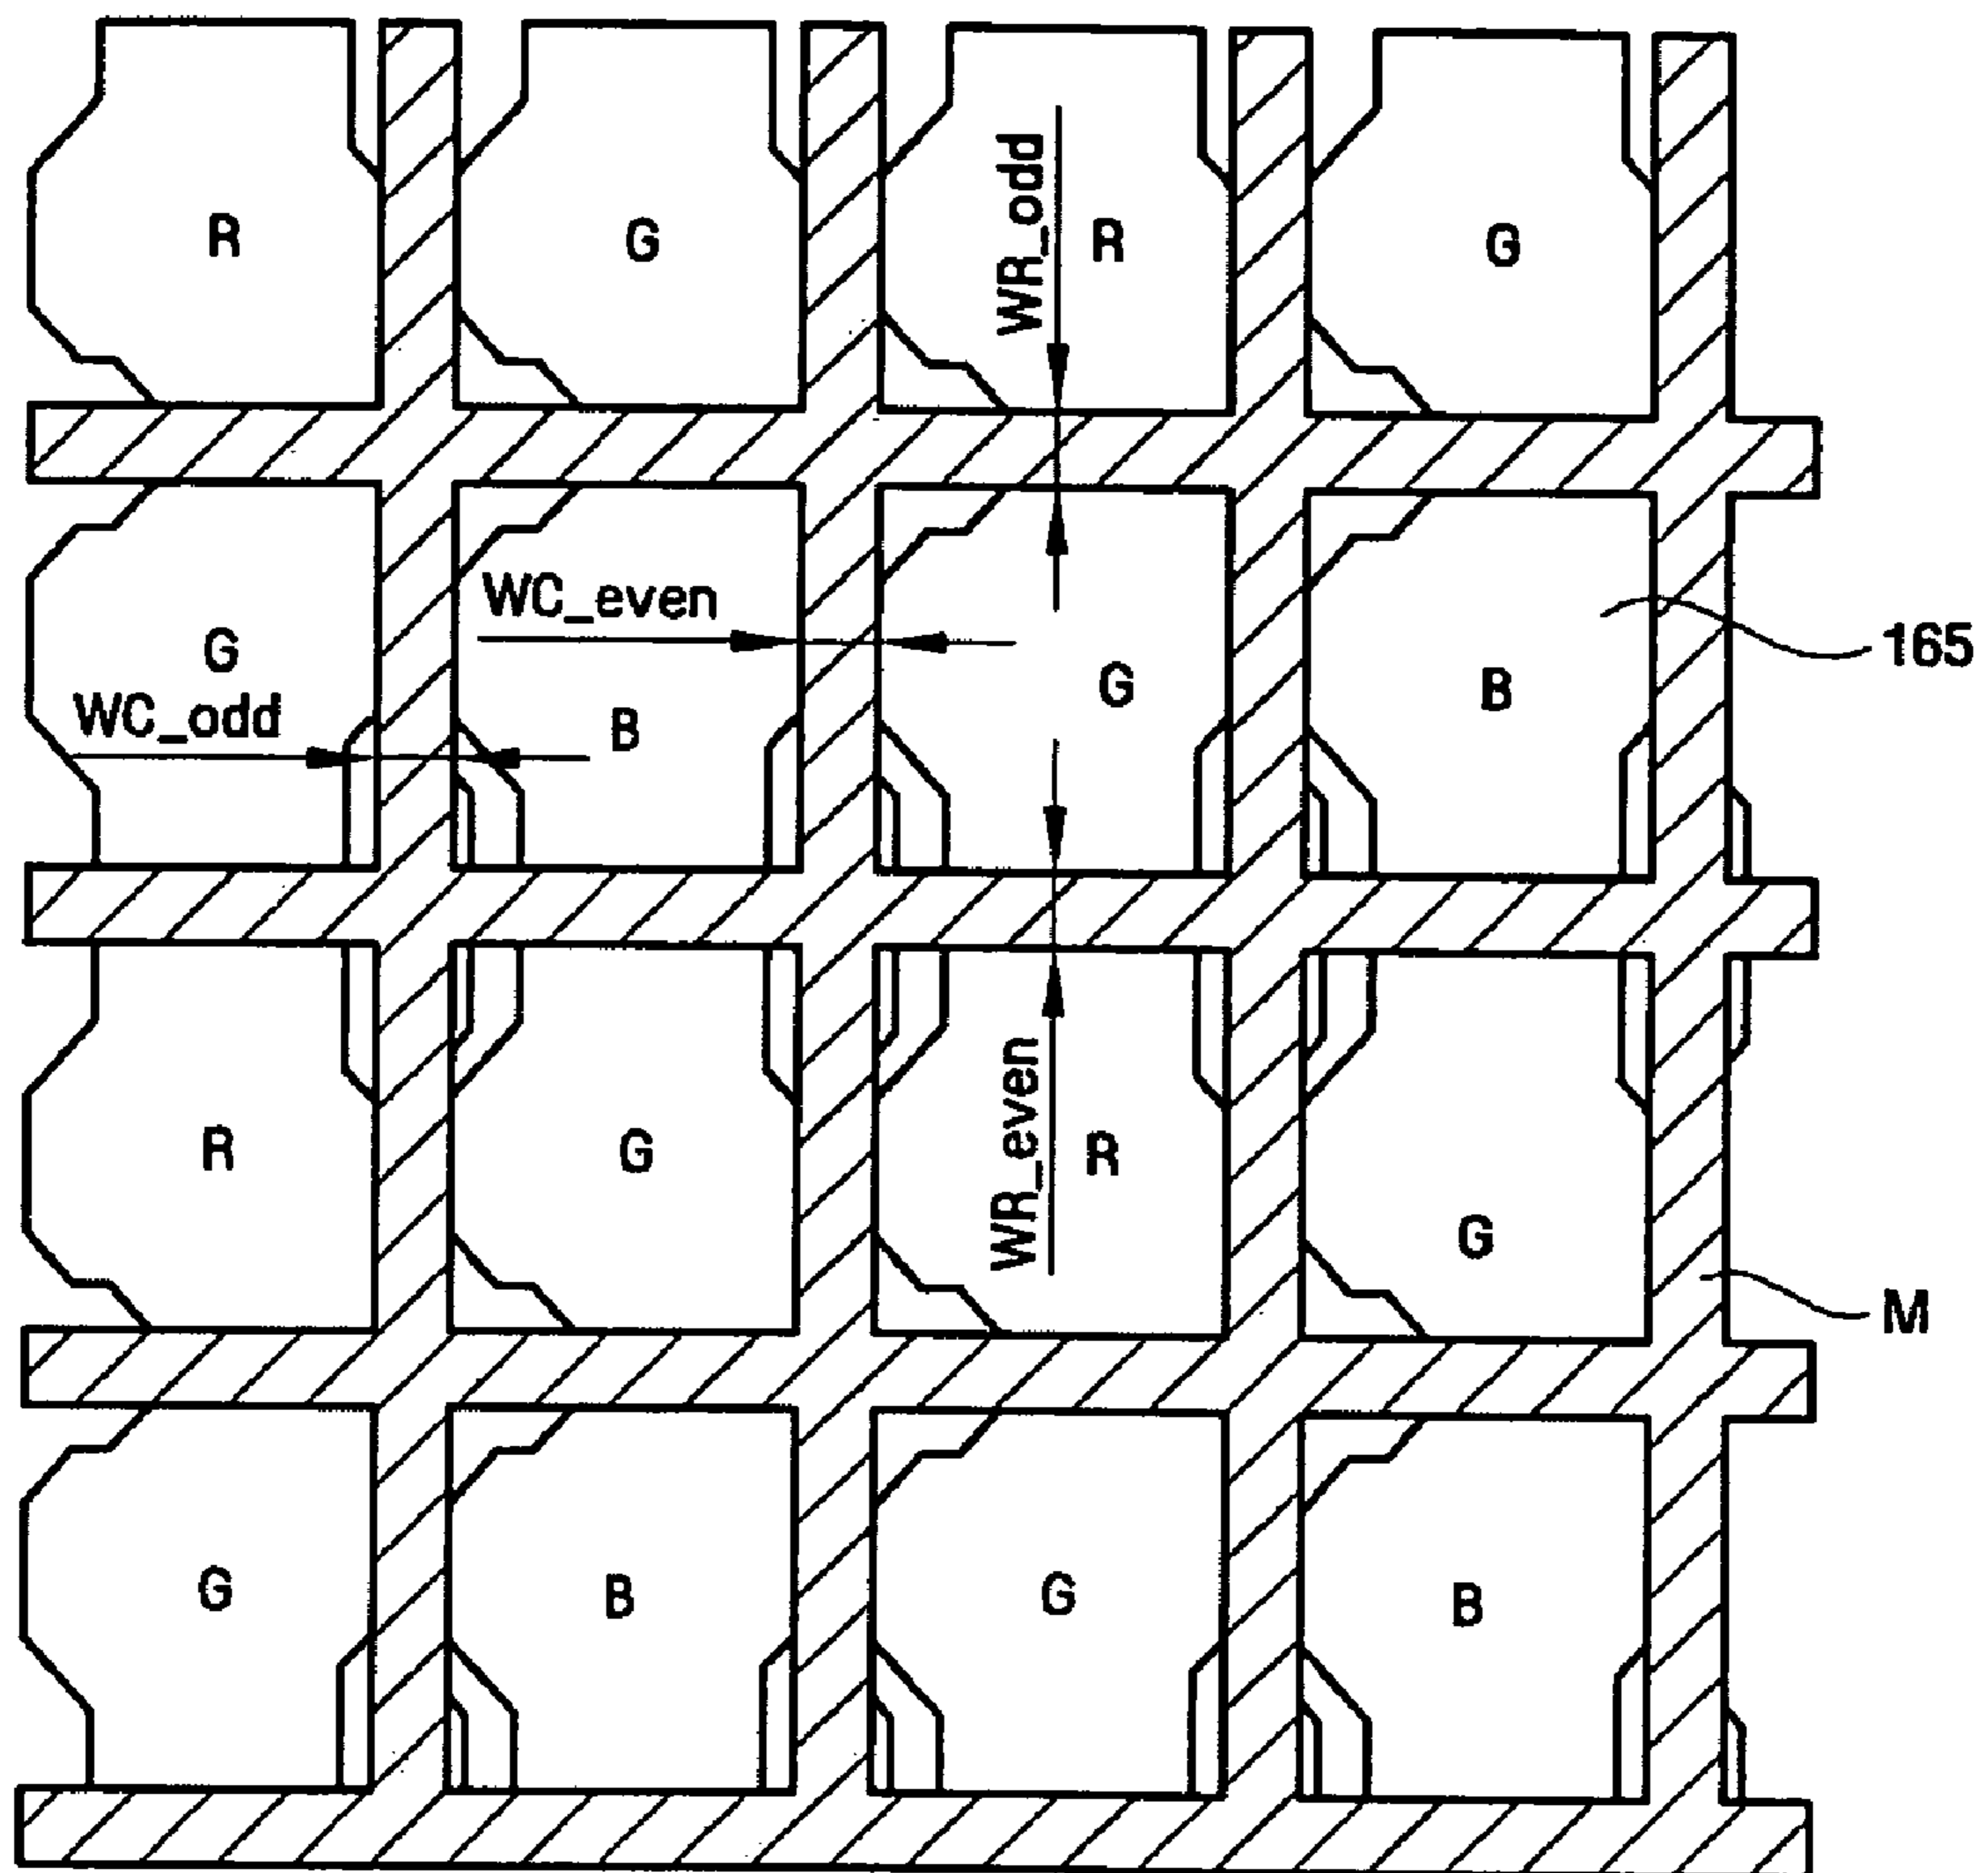 R G R G
WR_odd
WC_even
165
G B G B
WC_odd
R G R G
WR_even
M
G B G B